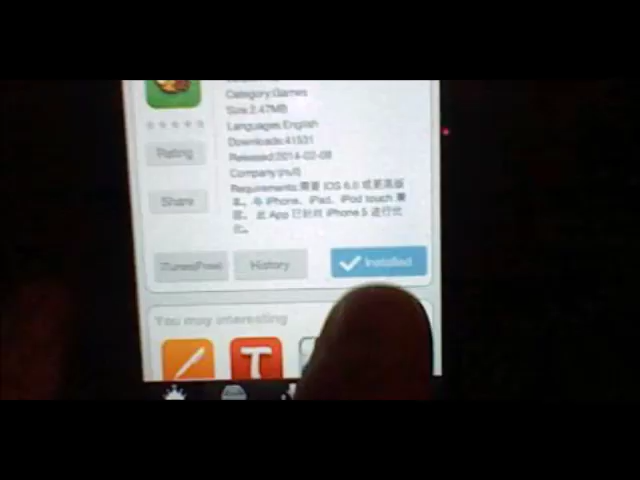 Category:Games
Size:2.47MB
Languages:English
Downloads:41531
Released:2014-02-08
Company:(null)
Requirements:需要 iOS 6.0 或更高版
本。与 iPhone、iPad、iPod touch 兼
容。此 App 已针对 iPhone 5 进行优
化。
Rating
Share
iTunes(Free)
History
Installed
You may interesting
T